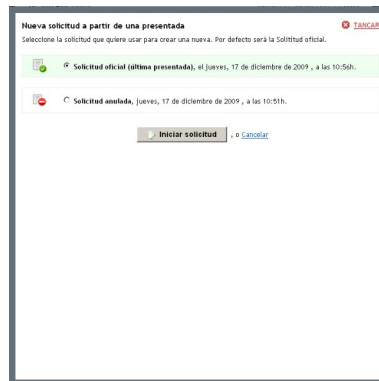 Nueva solicitud a partir de una presentada
TANCAR
Seleccione la solicitud que quiere usar para crear una nueva. Por defecto será la Solititud oficial.
Solicitud oficial (última presentada), el jueves, 17 de diciembre de 2009 , a las 10:56h.
Solicitud anulada, jueves, 17 de diciembre de 2009 , a las 10:51h.
Iniciar solicitud , o Cancelar